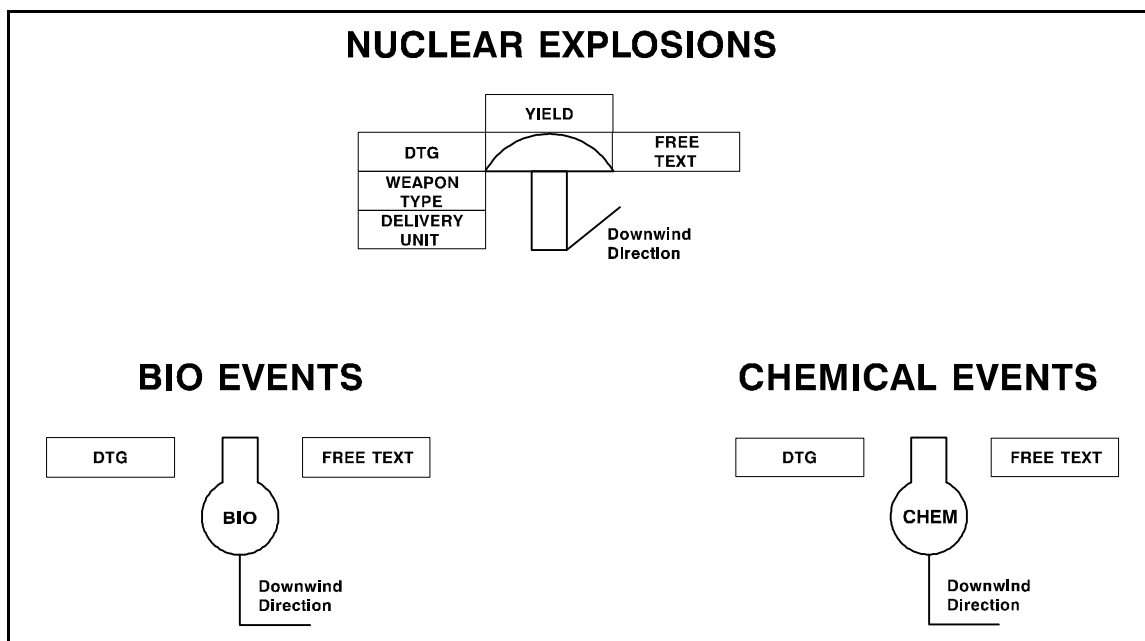 NUCLEAR EXPLOSIONS
YIELD
DTG
FREE
TEXT
WEAPON
TYPE
DELIVERY
UNIT
Downwind
Direction
BIO EVENTS
DTG
FREE TEXT
BIO
Downwind
Direction
CHEMICAL EVENTS
DTG
FREE TEXT
CHEM
Downwind
Direction